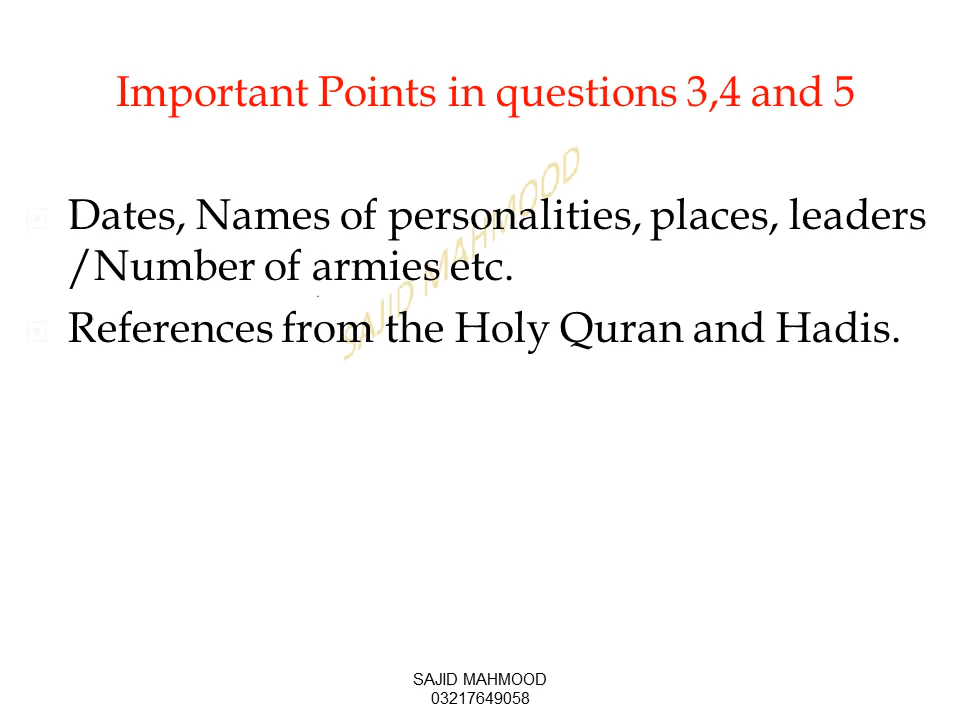 Important Points in questions 3,4 and 5
SAJID MAHMOOD
Dates, Names of personalities, places, leaders
/Number of armies etc.
References from the Holy Quran and Hadis.
SAJID MAHMOOD
03217649058